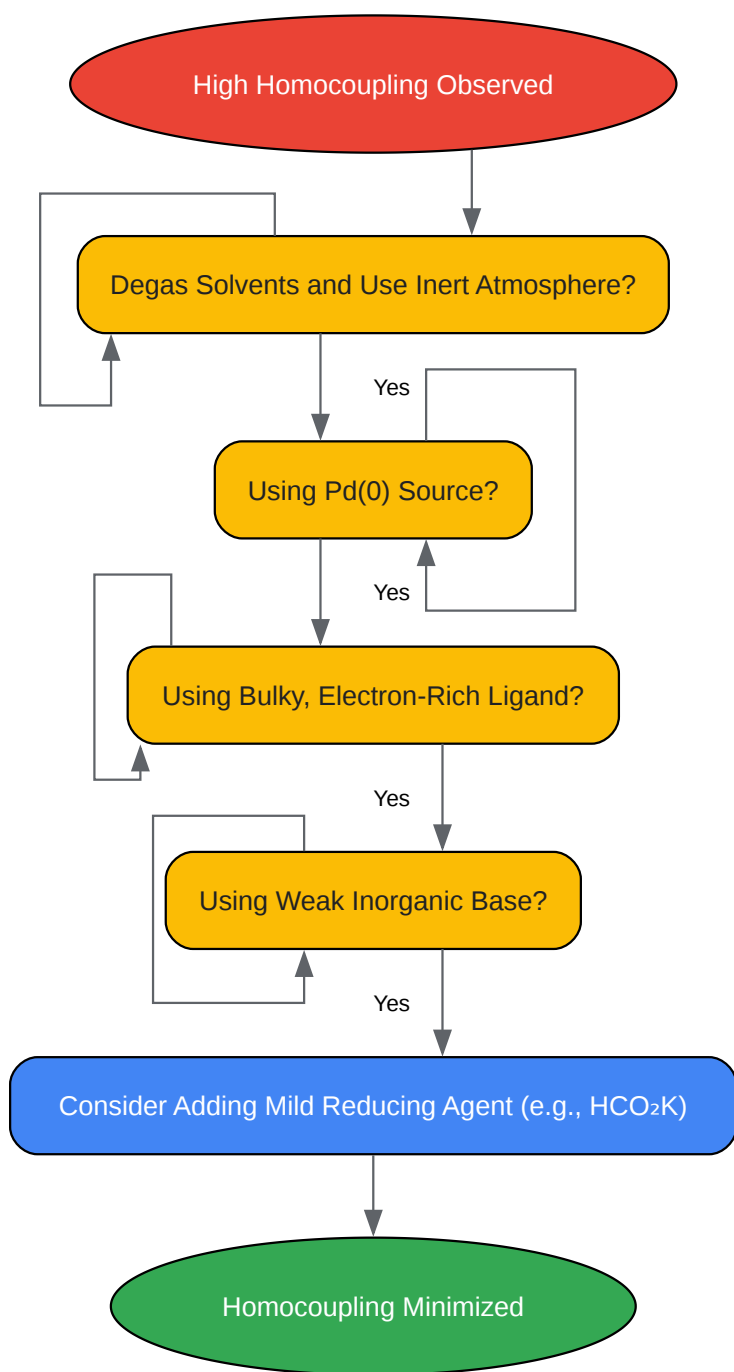 High Homocoupling Observed
Degas Solvents and Use Inert Atmosphere?
Yes
Using Pd(0) Source?
Yes
Using Bulky, Electron-Rich Ligand?
Yes
Using Weak Inorganic Base?
Yes
Consider Adding Mild Reducing Agent (e.g., HCO₂K)
Homocoupling Minimized